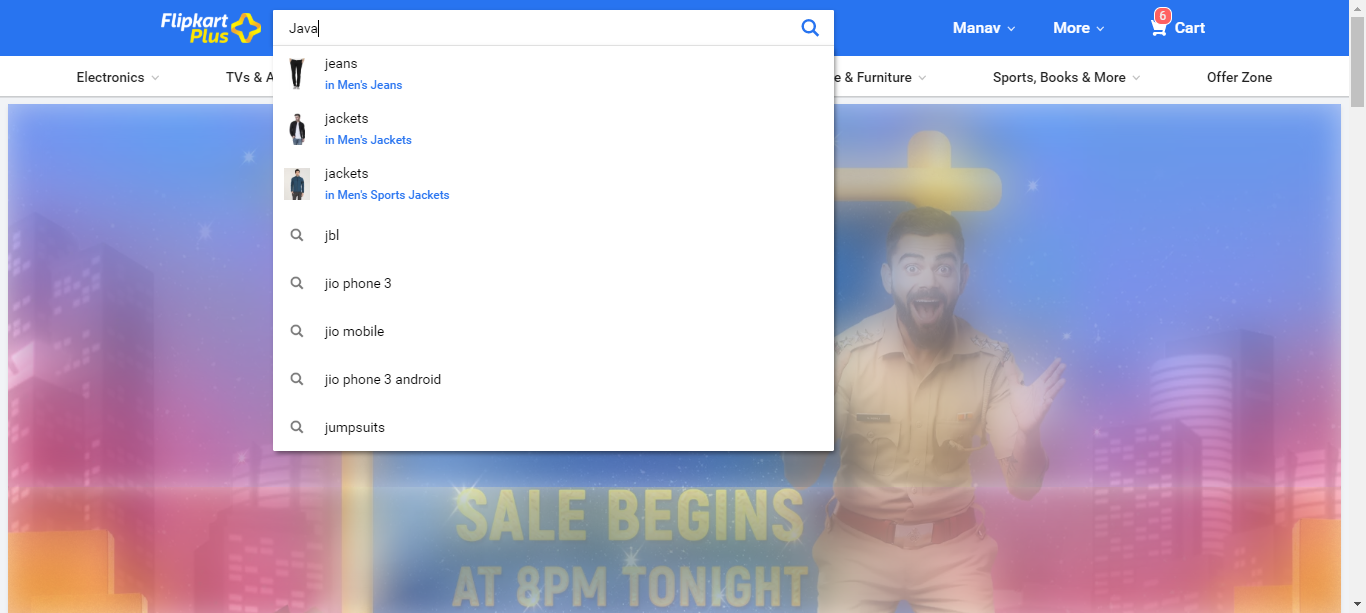 Flipkart
Plus
Java
Manav
More
6
Cart
Electronics
TVs & A
e & Furniture
Sports, Books & More
Offer Zone
jeans
in Men's Jeans
jackets
in Men's Jackets
jackets
in Men's Sports Jackets
jbl
jio phone 3
jio mobile
jio phone 3 android
jumpsuits
SALE BEGINS
AT 8PM TONIGHT